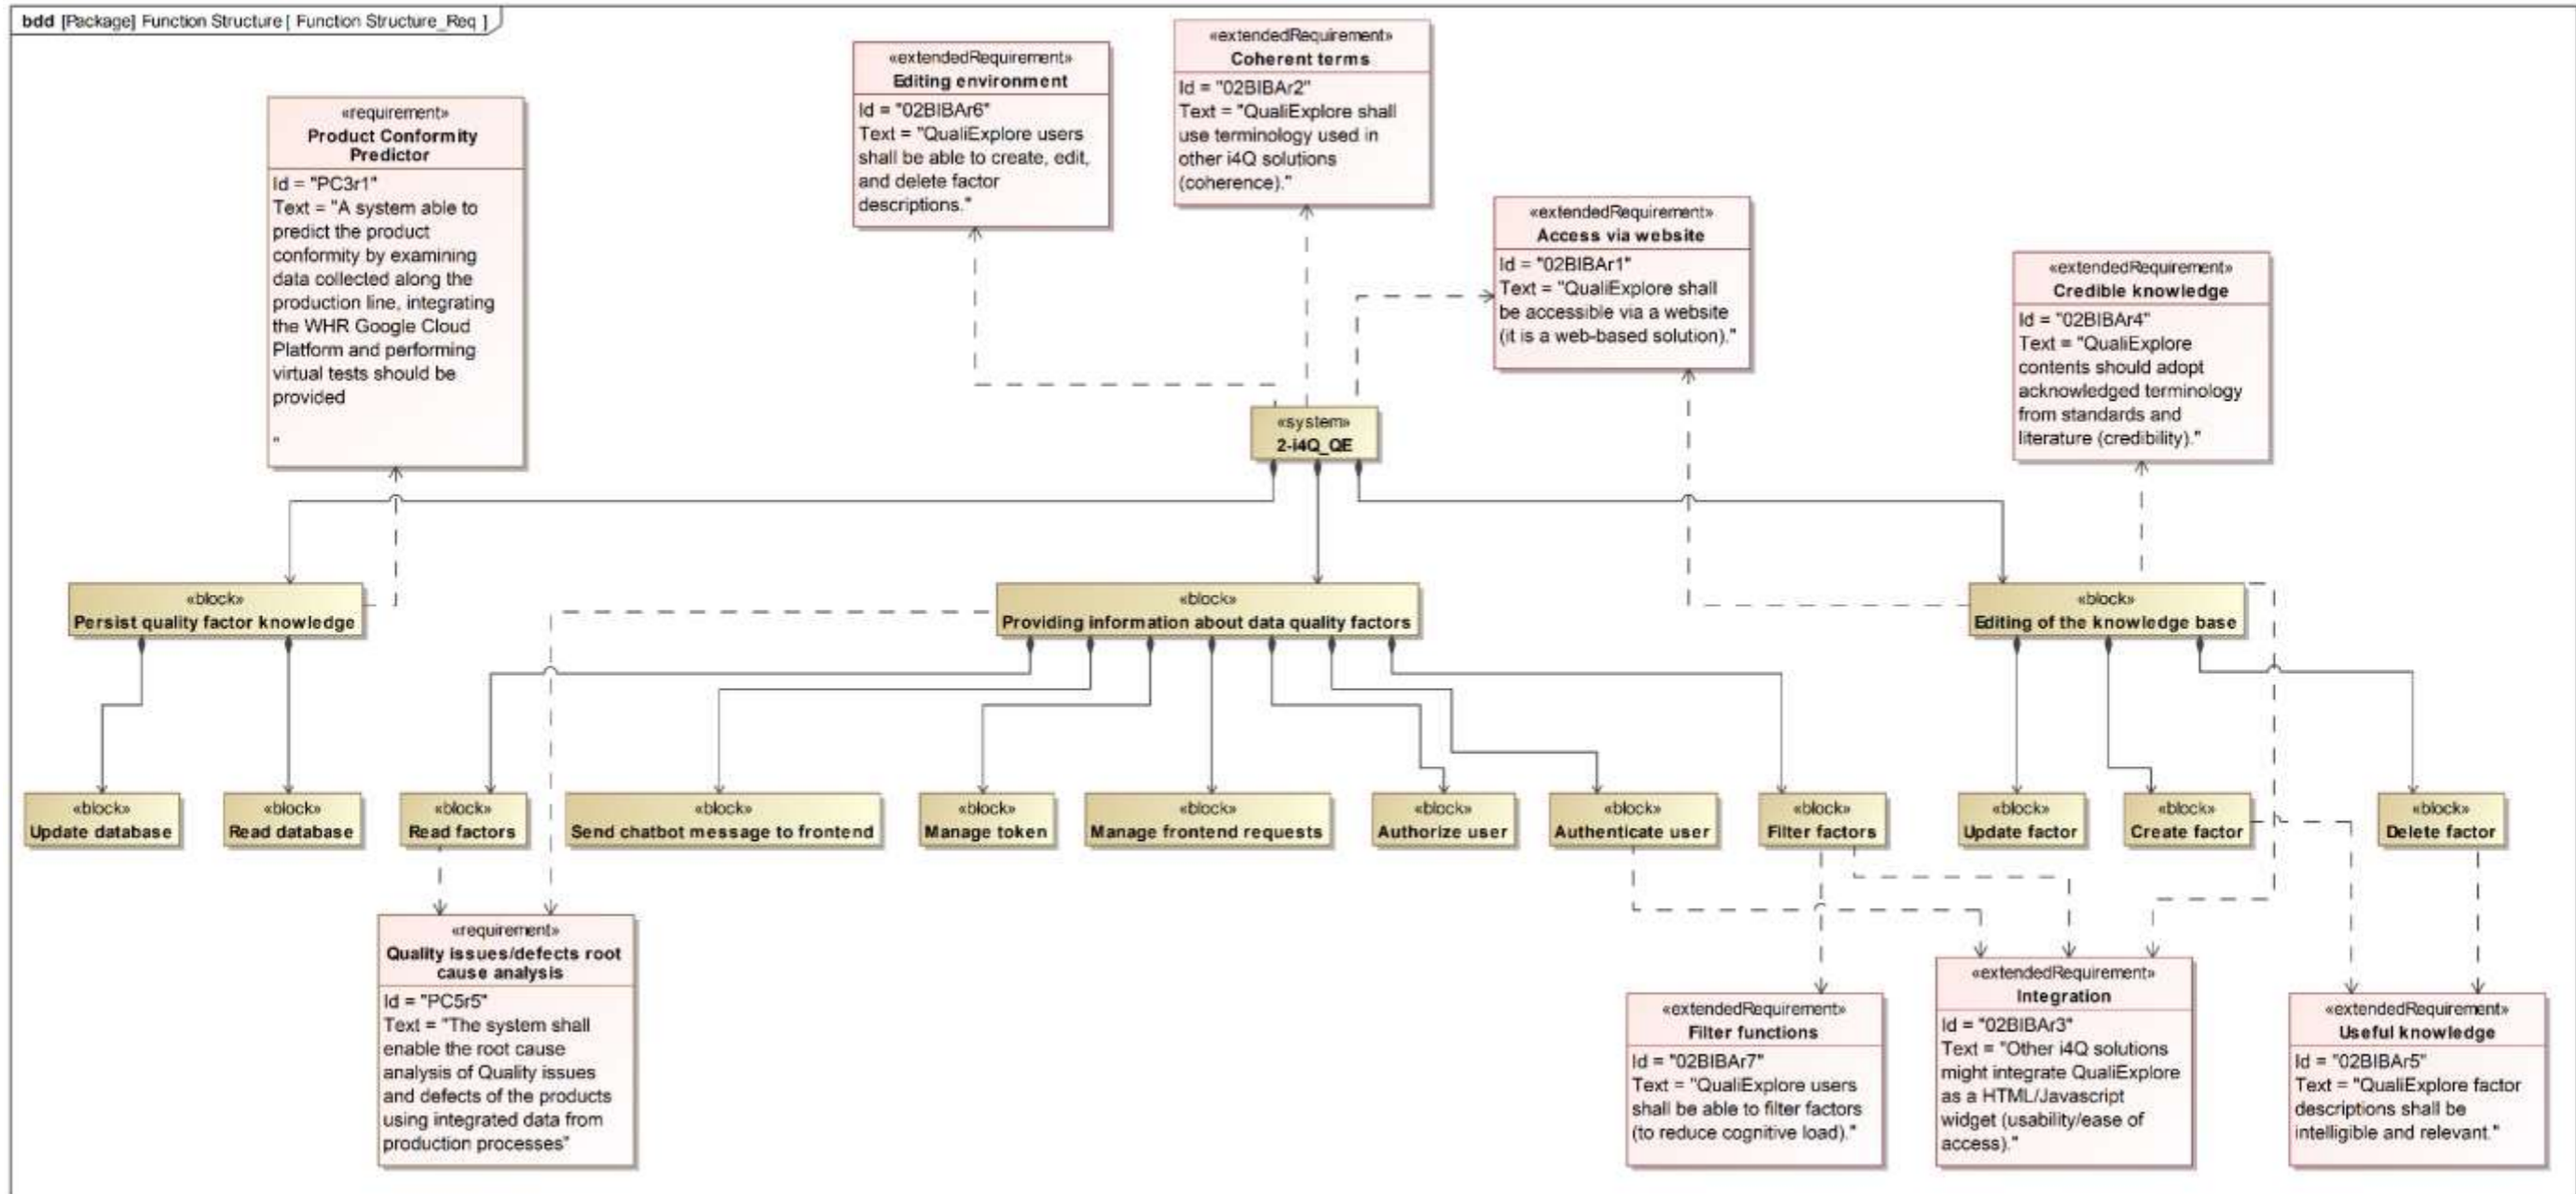 bdd [Package] Function Structure [ Function Structure_Req ]
«extendedRequirement»
Coherent terms
Id = "02BIBAr2"
Text = "QualiExplore shall
use terminology used in
other i4Q solutions
(coherence)."
«extendedRequirement»
Editing environment
Id = "02BIBAr6"
Text = "QualiExplore users
shall be able to create, edit,
and delete factor
descriptions."
«requirement»
Product Conformity
Predictor
Id = "PC3r1"
Text = "A system able to
predict the product
conformity by examining
data collected along the
production line, integrating
the WHR Google Cloud
Platform and performing
virtual tests should be
provided
"
«extendedRequirement»
Access via website
Id = "02BIBAr1"
Text = "QualiExplore shall
be accessible via a website
(it is a web-based solution)."
«extendedRequirement»
Credible knowledge
Id = "02BIBAr4"
Text = "QualiExplore
contents should adopt
acknowledged terminology
from standards and
literature (credibility)."
«system»
2-i4Q_QE
«block»
Persist quality factor knowledge
«block»
Providing information about data quality factors
«block»
Editing of the knowledge base
«block»
Update database
«block»
Read database
«block»
Read factors
«block»
Send chatbot message to frontend
«block»
Manage token
«block»
Manage frontend requests
«block»
Authorize user
«block»
Authenticate user
«block»
Filter factors
«block»
Update factor
«block»
Create factor
«block»
Delete factor
«requirement»
Quality issues/defects root
cause analysis
Id = "PC5r5"
Text = "The system shall
enable the root cause
analysis of Quality issues
and defects of the products
using integrated data from
production processes"
«extendedRequirement»
Filter functions
Id = "02BIBAr7"
Text = "QualiExplore users
shall be able to filter factors
(to reduce cognitive load)."
«extendedRequirement»
Integration
Id = "02BIBAr3"
Text = "Other i4Q solutions
might integrate QualiExplore
as a HTML/Javascript
widget (usability/ease of
access)."
«extendedRequirement»
Useful knowledge
Id = "02BIBAr5"
Text = "QualiExplore factor
descriptions shall be
intelligible and relevant."